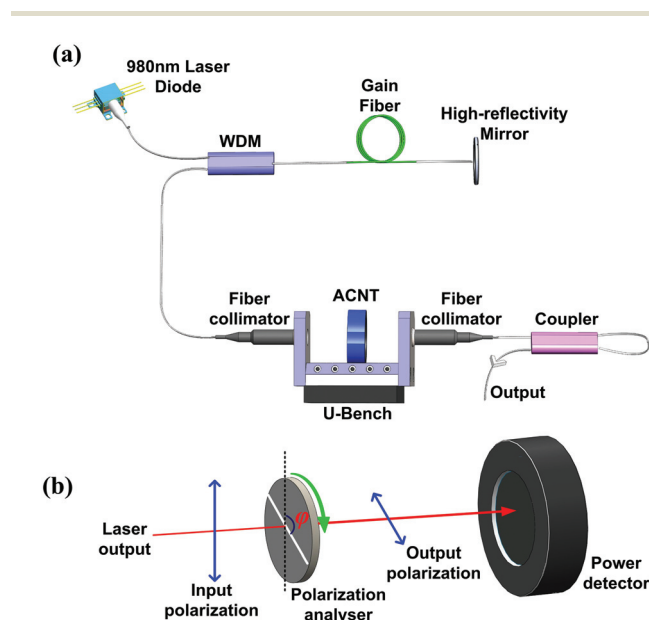 (a)
980nm Laser
Diode
WDM
Gain
Fiber
High-reflectivity
Mirror
Fiber
collimator
ACNT
Fiber
collimator
Coupler
Output
U-Bench
(b)
Laser
output
Input
polarization
φ
Polarization
analyser
Output
polarization
Power
detector